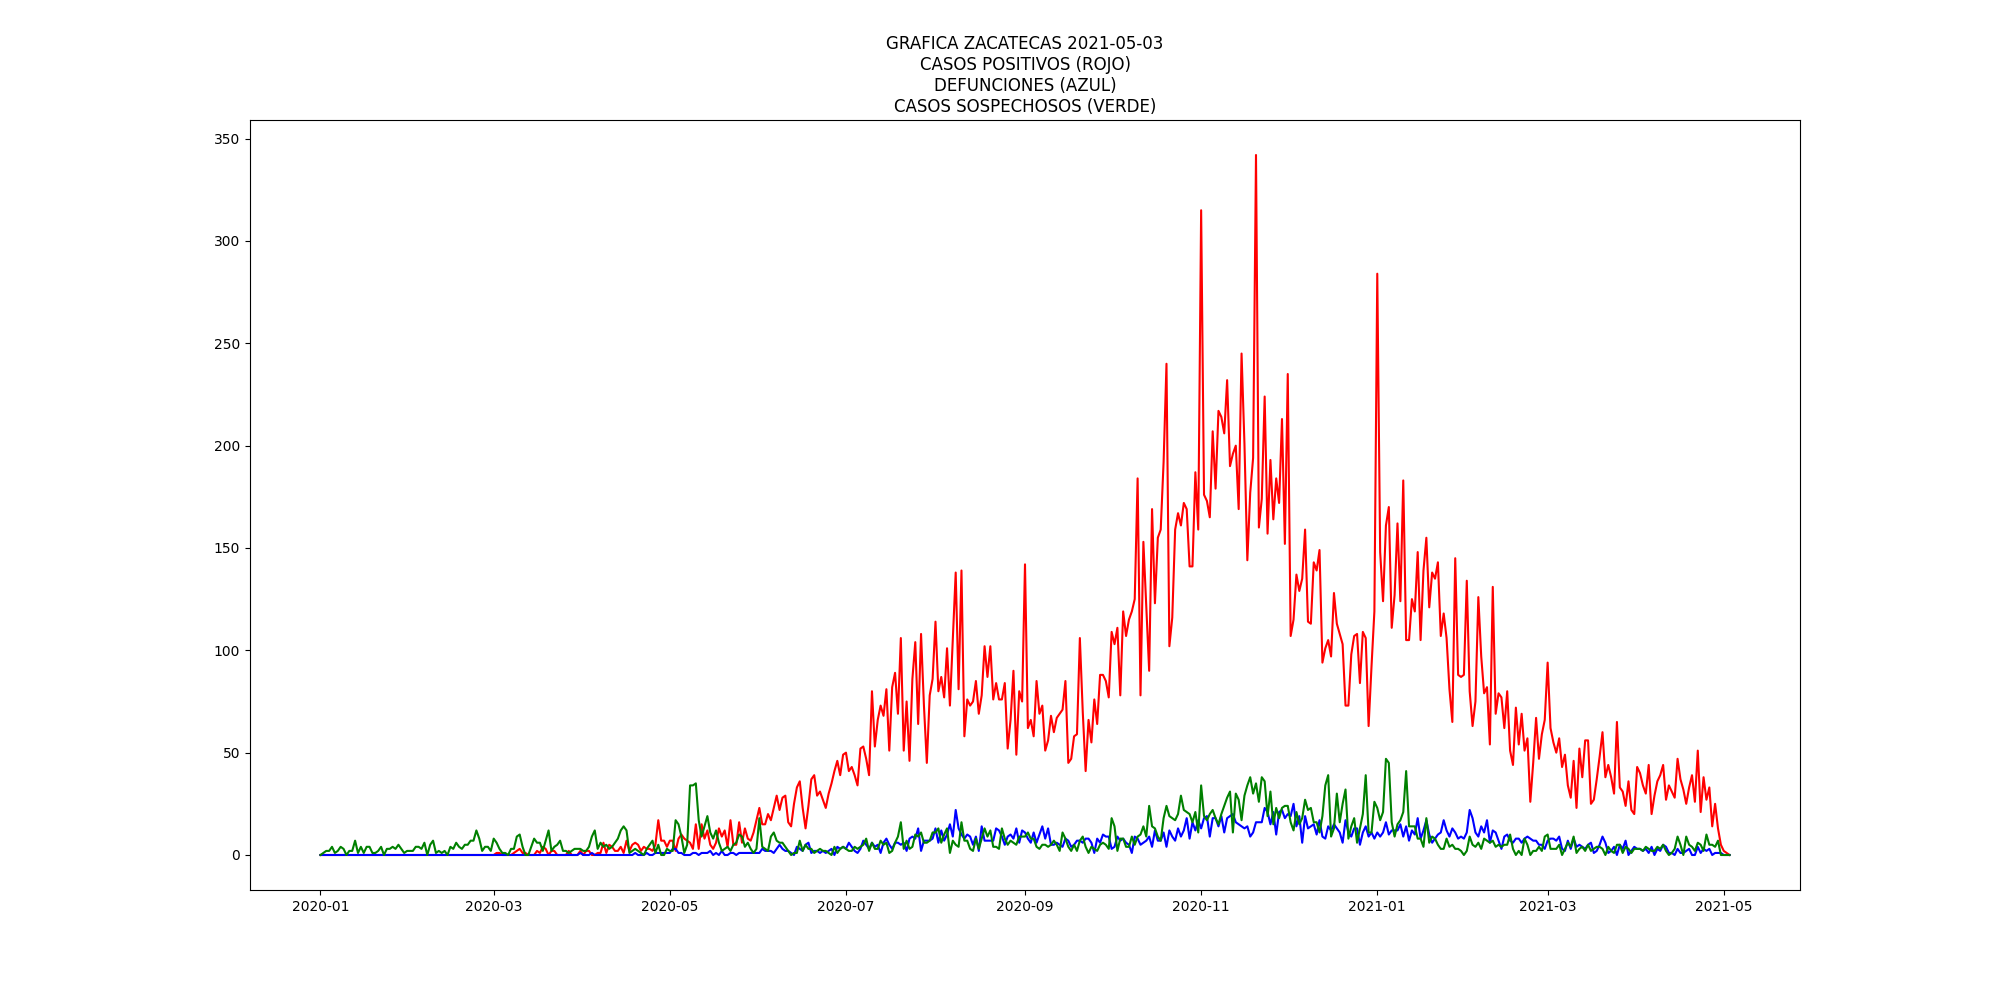 GRAFICA ZACATECAS 2021-05-03
CASOS POSITIVOS (ROJO)
DEFUNCIONES (AZUL)
CASOS SOSPECHOSOS (VERDE)
350
300
250
200
150
100
50
0
2020-01 2020-03 2020-05 2020-07 2020-09 2020-11 2021-01 2021-03 2021-05